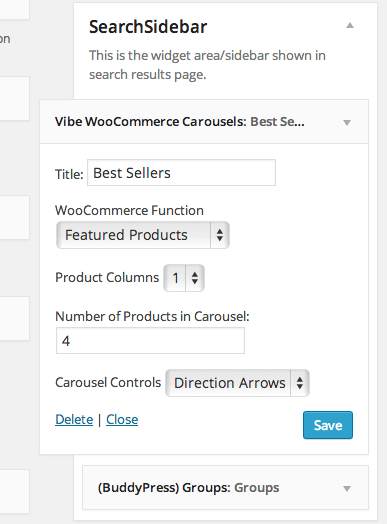 SearchSidebar
This is the widget area/sidebar shown in
search results page.
on
Vibe WooCommerce Carousels: Best Se...
Title: Best Sellers
WooCommerce Function
Featured Products
Product Columns 1
Number of Products in Carousel:
4
Carousel Controls Direction Arrows
Delete | Close Save
(BuddyPress) Groups: Groups